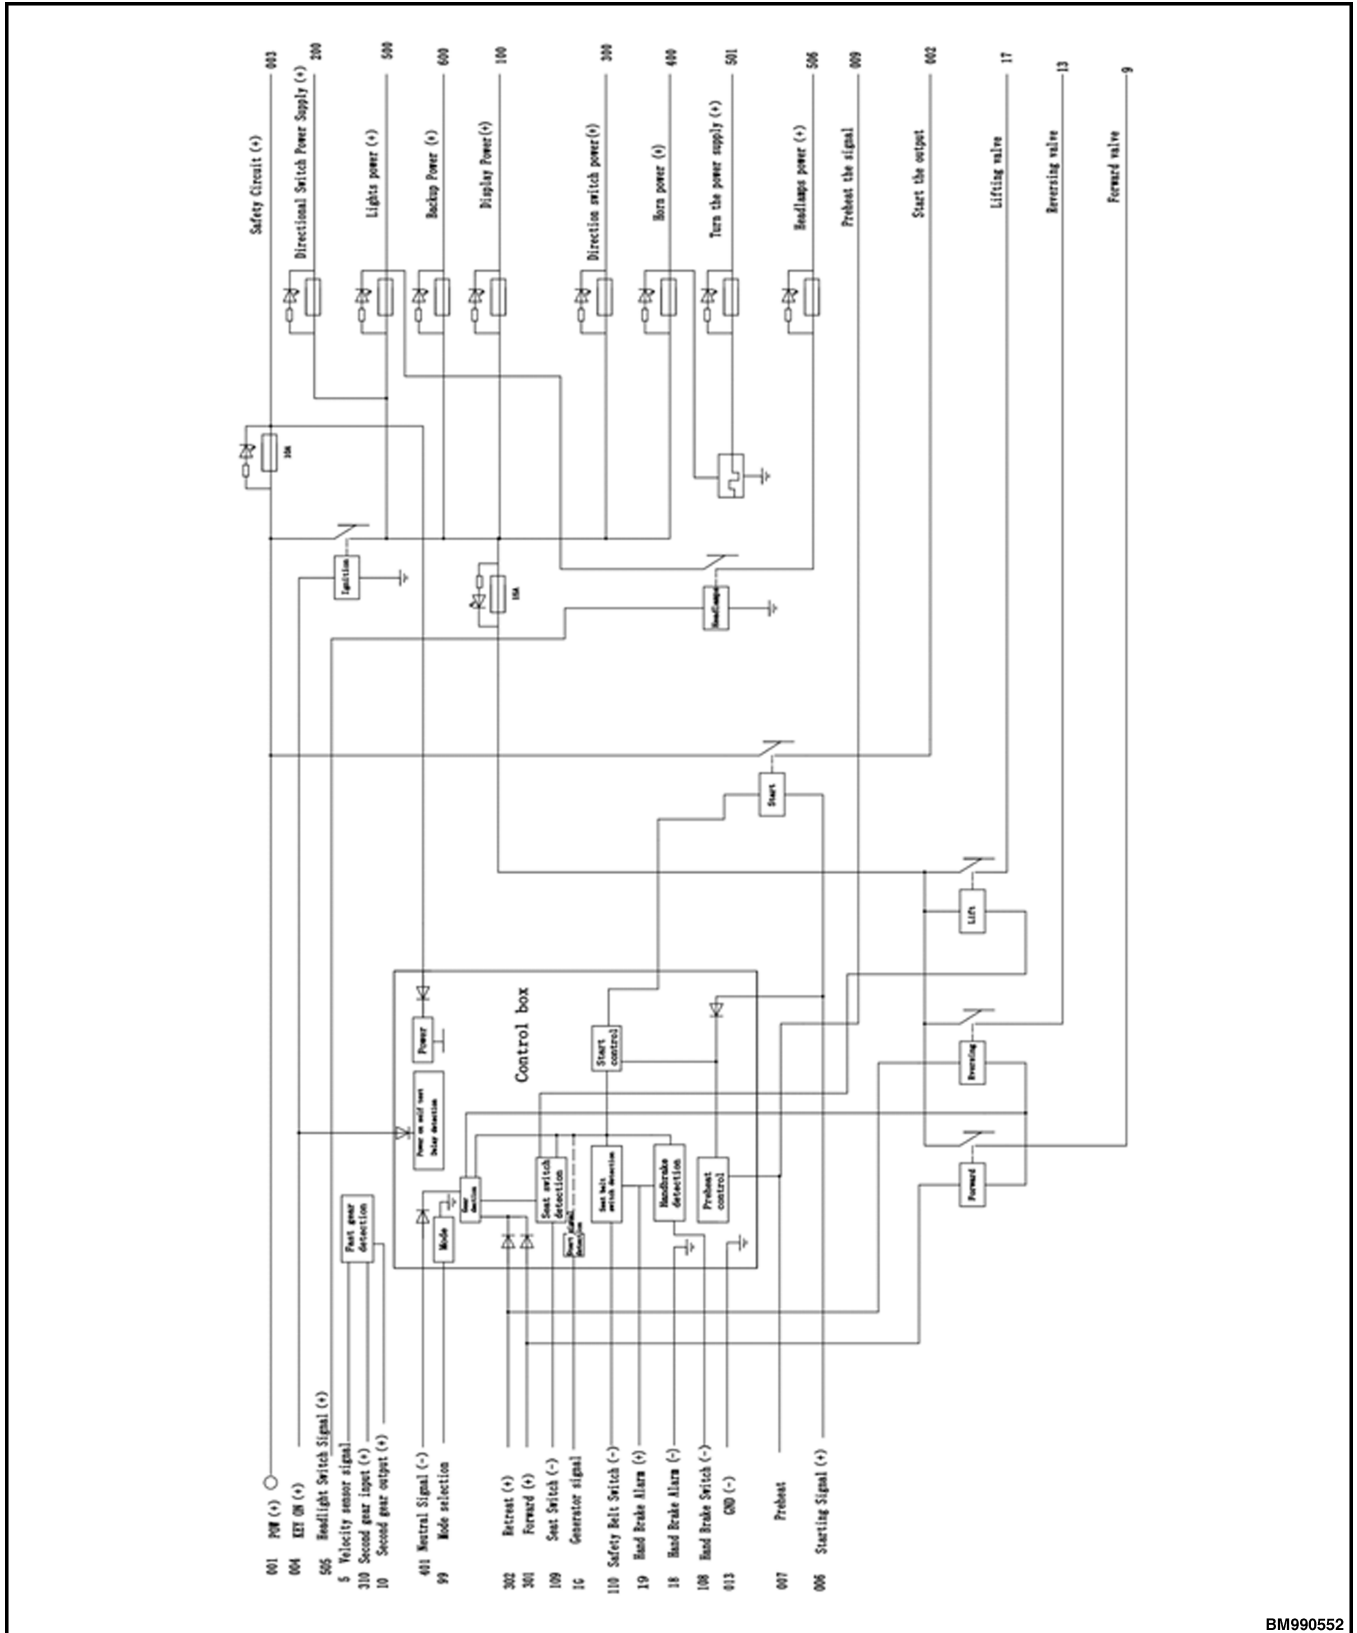 003
200
500
600
100
300
400
501
506
009
002
17
13
9
Safety Circuit (+)
Directional Switch Power Supply (+)
Lights power (+)
Backup Power (+)
Display Power(+)
Direction switch power(+)
Horn power (+)
Turn the power supply (+)
Headlamps power (+)
Preheat the signal
Start the output
Lifting valve
Reversing valve
Forward valve
Ignition
Headlamps
Start
Lift
Reversing
Forward
Control box
Power
Power on self test
Delay detection
Start
control
Fast gear
detection
Mode
Gear
Seat switch
detection
Seat belt
switch detection
Handbrake
detection
Preheat
control
001 POW (+)
004 KEY ON (+)
505 Headlight Switch Signal (+)
5 Velocity sensor signal
310 Second gear input (+)
10 Second gear output (+)
401 Neutral Signal (-)
99 Mode selection
302 Retreat (+)
301 Forward (+)
109 Seat Switch (-)
1G Generator signal
110 Safety Belt Switch (-)
19 Hand Brake Alarm (+)
18 Hand Brake Alarm (-)
108 Hand Brake Switch (-)
013 GND (-)
007 Preheat
006 Starting Signal (+)
BM990552